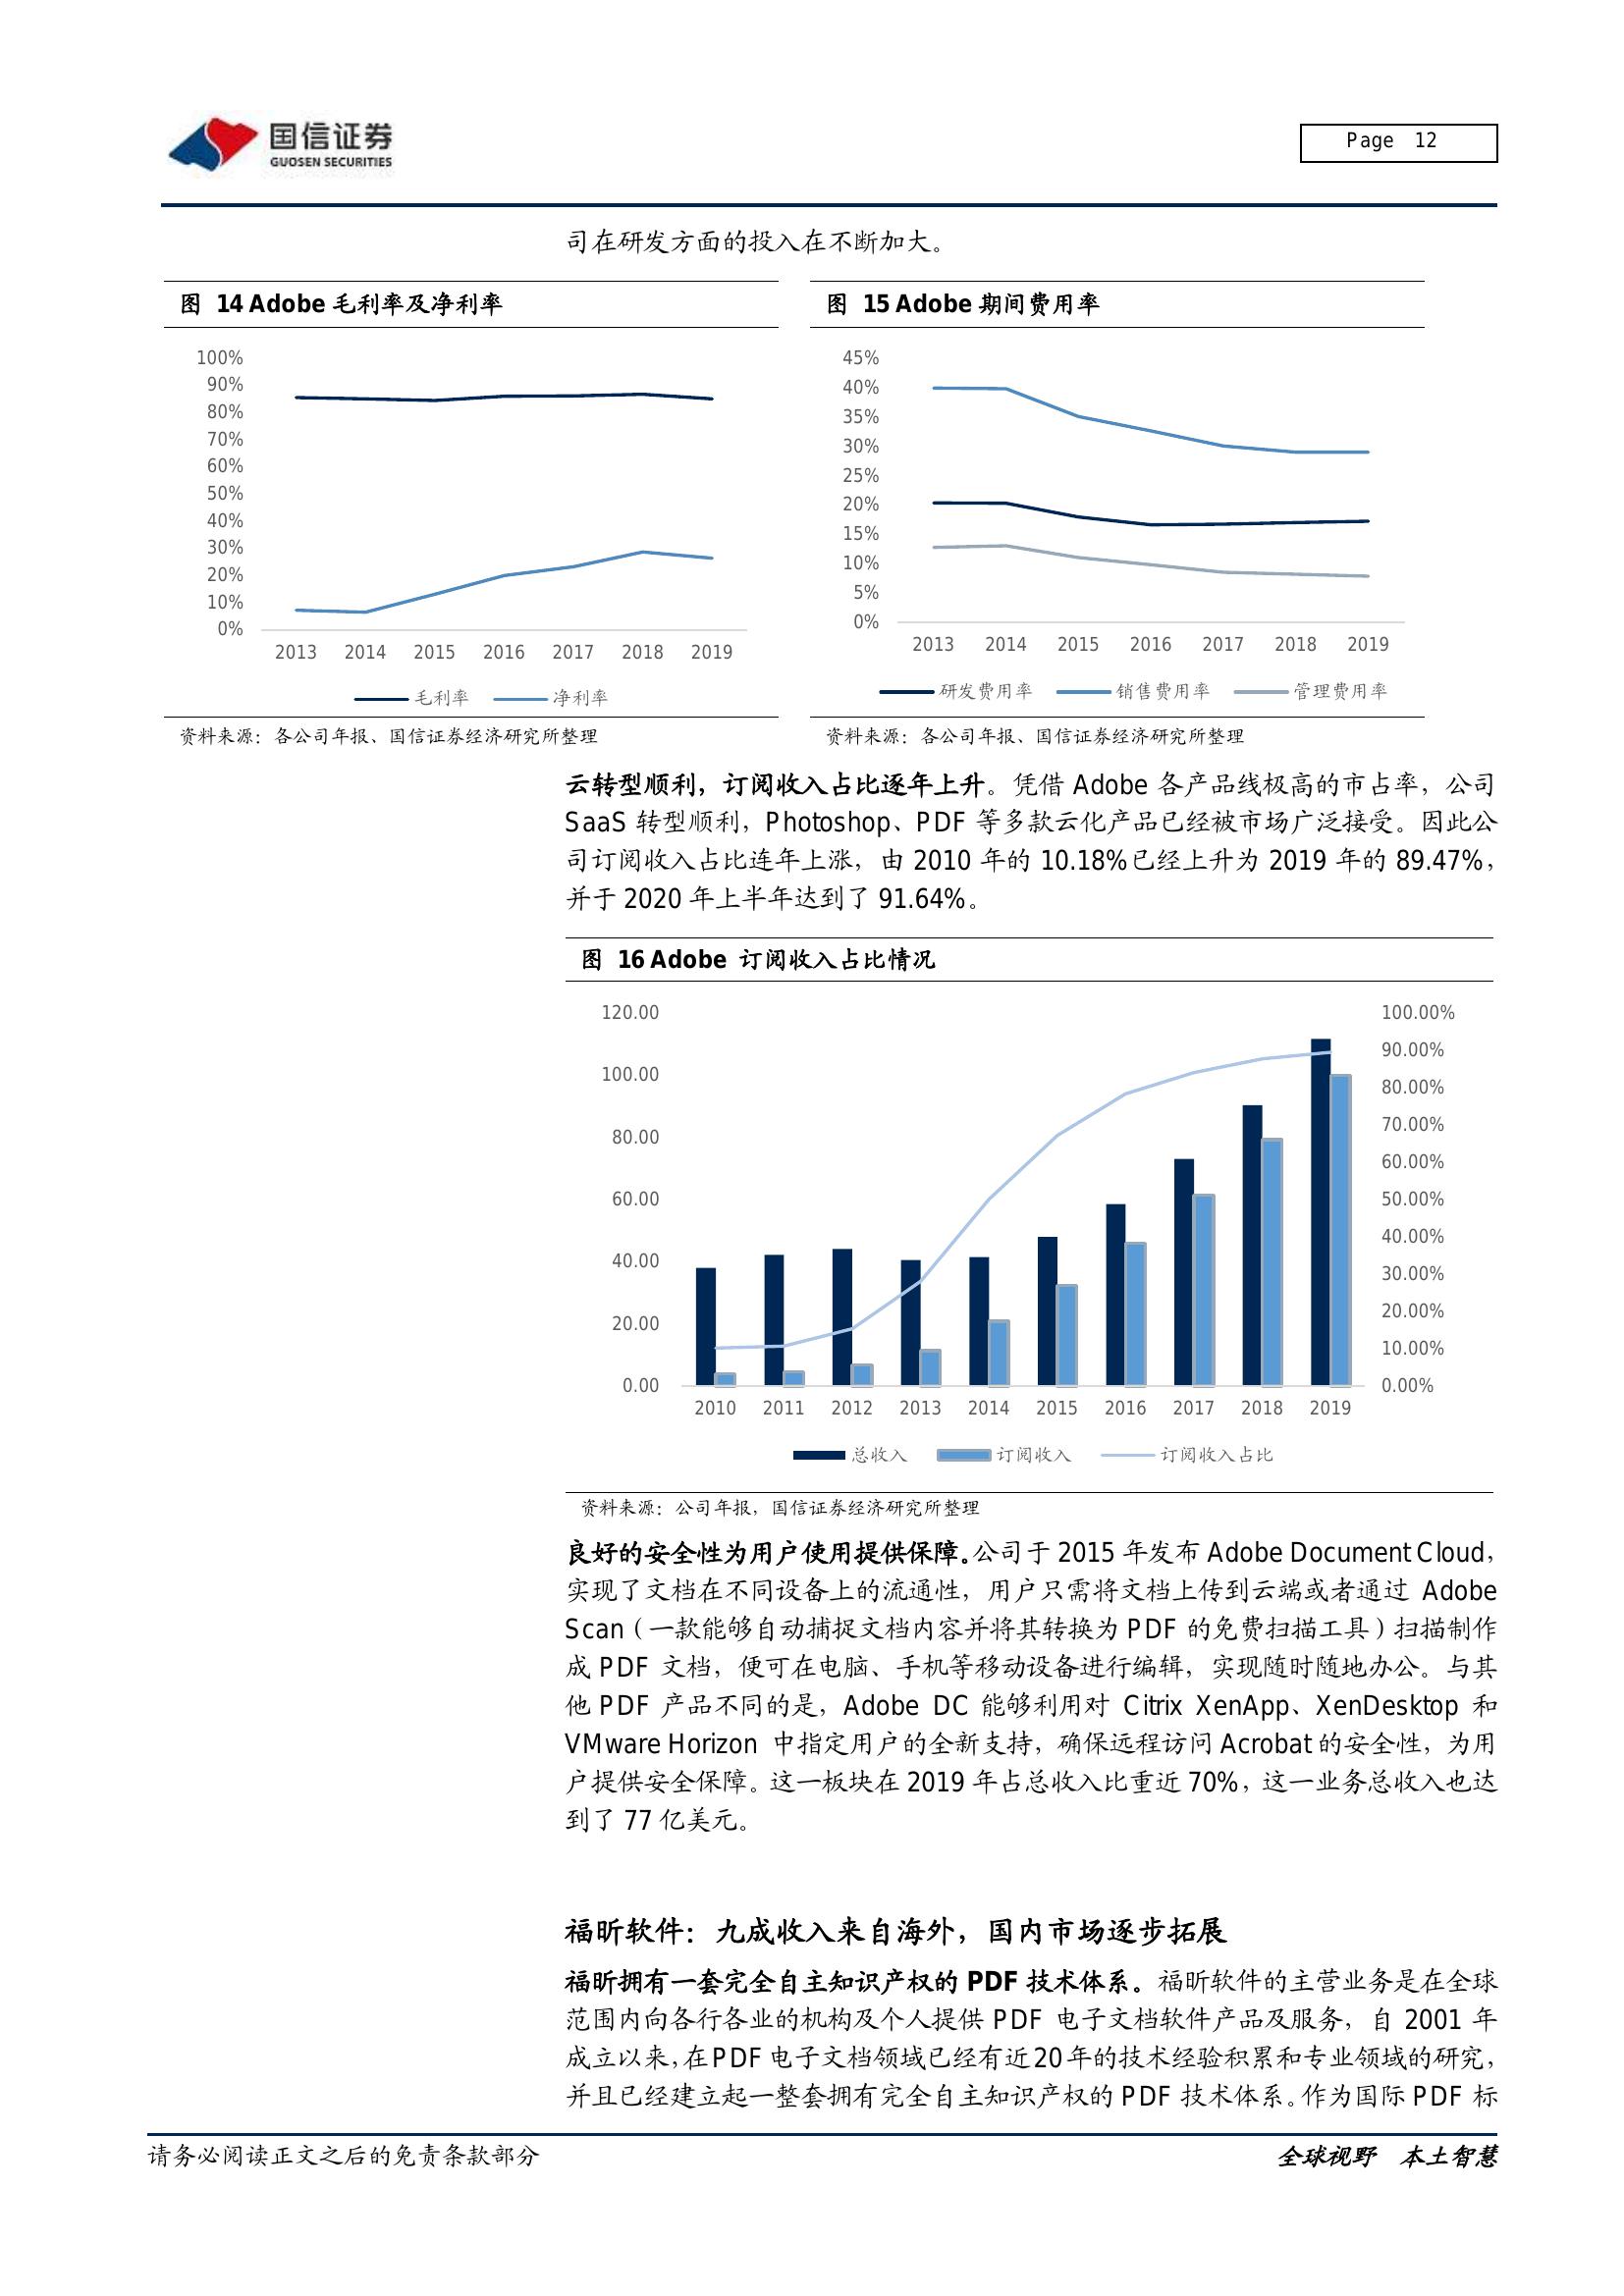 国信证券
GUOSEN SECURITIES
Page 12
司在研发方面的投入在不断加大。
图 14 Adobe 毛利率及净利率
100%
90%
80%
70%
60%
50%
40%
30%
20%
10%
0%
2013 2014 2015 2016 2017 2018 2019
毛利率 净利率
资料来源：各公司年报、国信证券经济研究所整理
图 15 Adobe 期间费用率
45%
40%
35%
30%
25%
20%
15%
10%
5%
0%
2013 2014 2015 2016 2017 2018 2019
研发费用率 销售费用率 管理费用率
资料来源：各公司年报、国信证券经济研究所整理
云转型顺利，订阅收入占比逐年上升。凭借 Adobe 各产品线极高的市占率，公司
SaaS 转型顺利，Photoshop、PDF 等多款云化产品已经被市场广泛接受。因此公
司订阅收入占比连年上涨，由 2010 年的 10.18%已经上升为 2019 年的 89.47%，
并于 2020 年上半年达到了 91.64%。
图 16 Adobe 订阅收入占比情况
120.00
100.00
80.00
60.00
40.00
20.00
0.00
100.00%
90.00%
80.00%
70.00%
60.00%
50.00%
40.00%
30.00%
20.00%
10.00%
0.00%
2010 2011 2012 2013 2014 2015 2016 2017 2018 2019
总收入 订阅收入 订阅收入占比
资料来源：公司年报，国信证券经济研究所整理
良好的安全性为用户使用提供保障。公司于 2015 年发布 Adobe Document Cloud，
实现了文档在不同设备上的流通性，用户只需将文档上传到云端或者通过 Adobe
Scan（一款能够自动捕捉文档内容并将其转换为 PDF 的免费扫描工具）扫描制作
成 PDF 文档，便可在电脑、手机等移动设备进行编辑，实现随时随地办公。与其
他 PDF 产品不同的是，Adobe DC 能够利用对 Citrix XenApp、XenDesktop 和
VMware Horizon 中指定用户的全新支持，确保远程访问 Acrobat 的安全性，为用
户提供安全保障。这一板块在 2019 年占总收入比重近 70%，这一业务总收入也达
到了 77 亿美元。
福昕软件：九成收入来自海外，国内市场逐步拓展
福昕拥有一套完全自主知识产权的 PDF 技术体系。福昕软件的主营业务是在全球
范围内向各行各业的机构及个人提供 PDF 电子文档软件产品及服务，自 2001 年
成立以来，在 PDF 电子文档领域已经有近 20 年的技术经验积累和专业领域的研究，
并且已经建立起一整套拥有完全自主知识产权的 PDF 技术体系。作为国际 PDF 标
请务必阅读正文之后的免责条款部分
全球视野 本土智慧